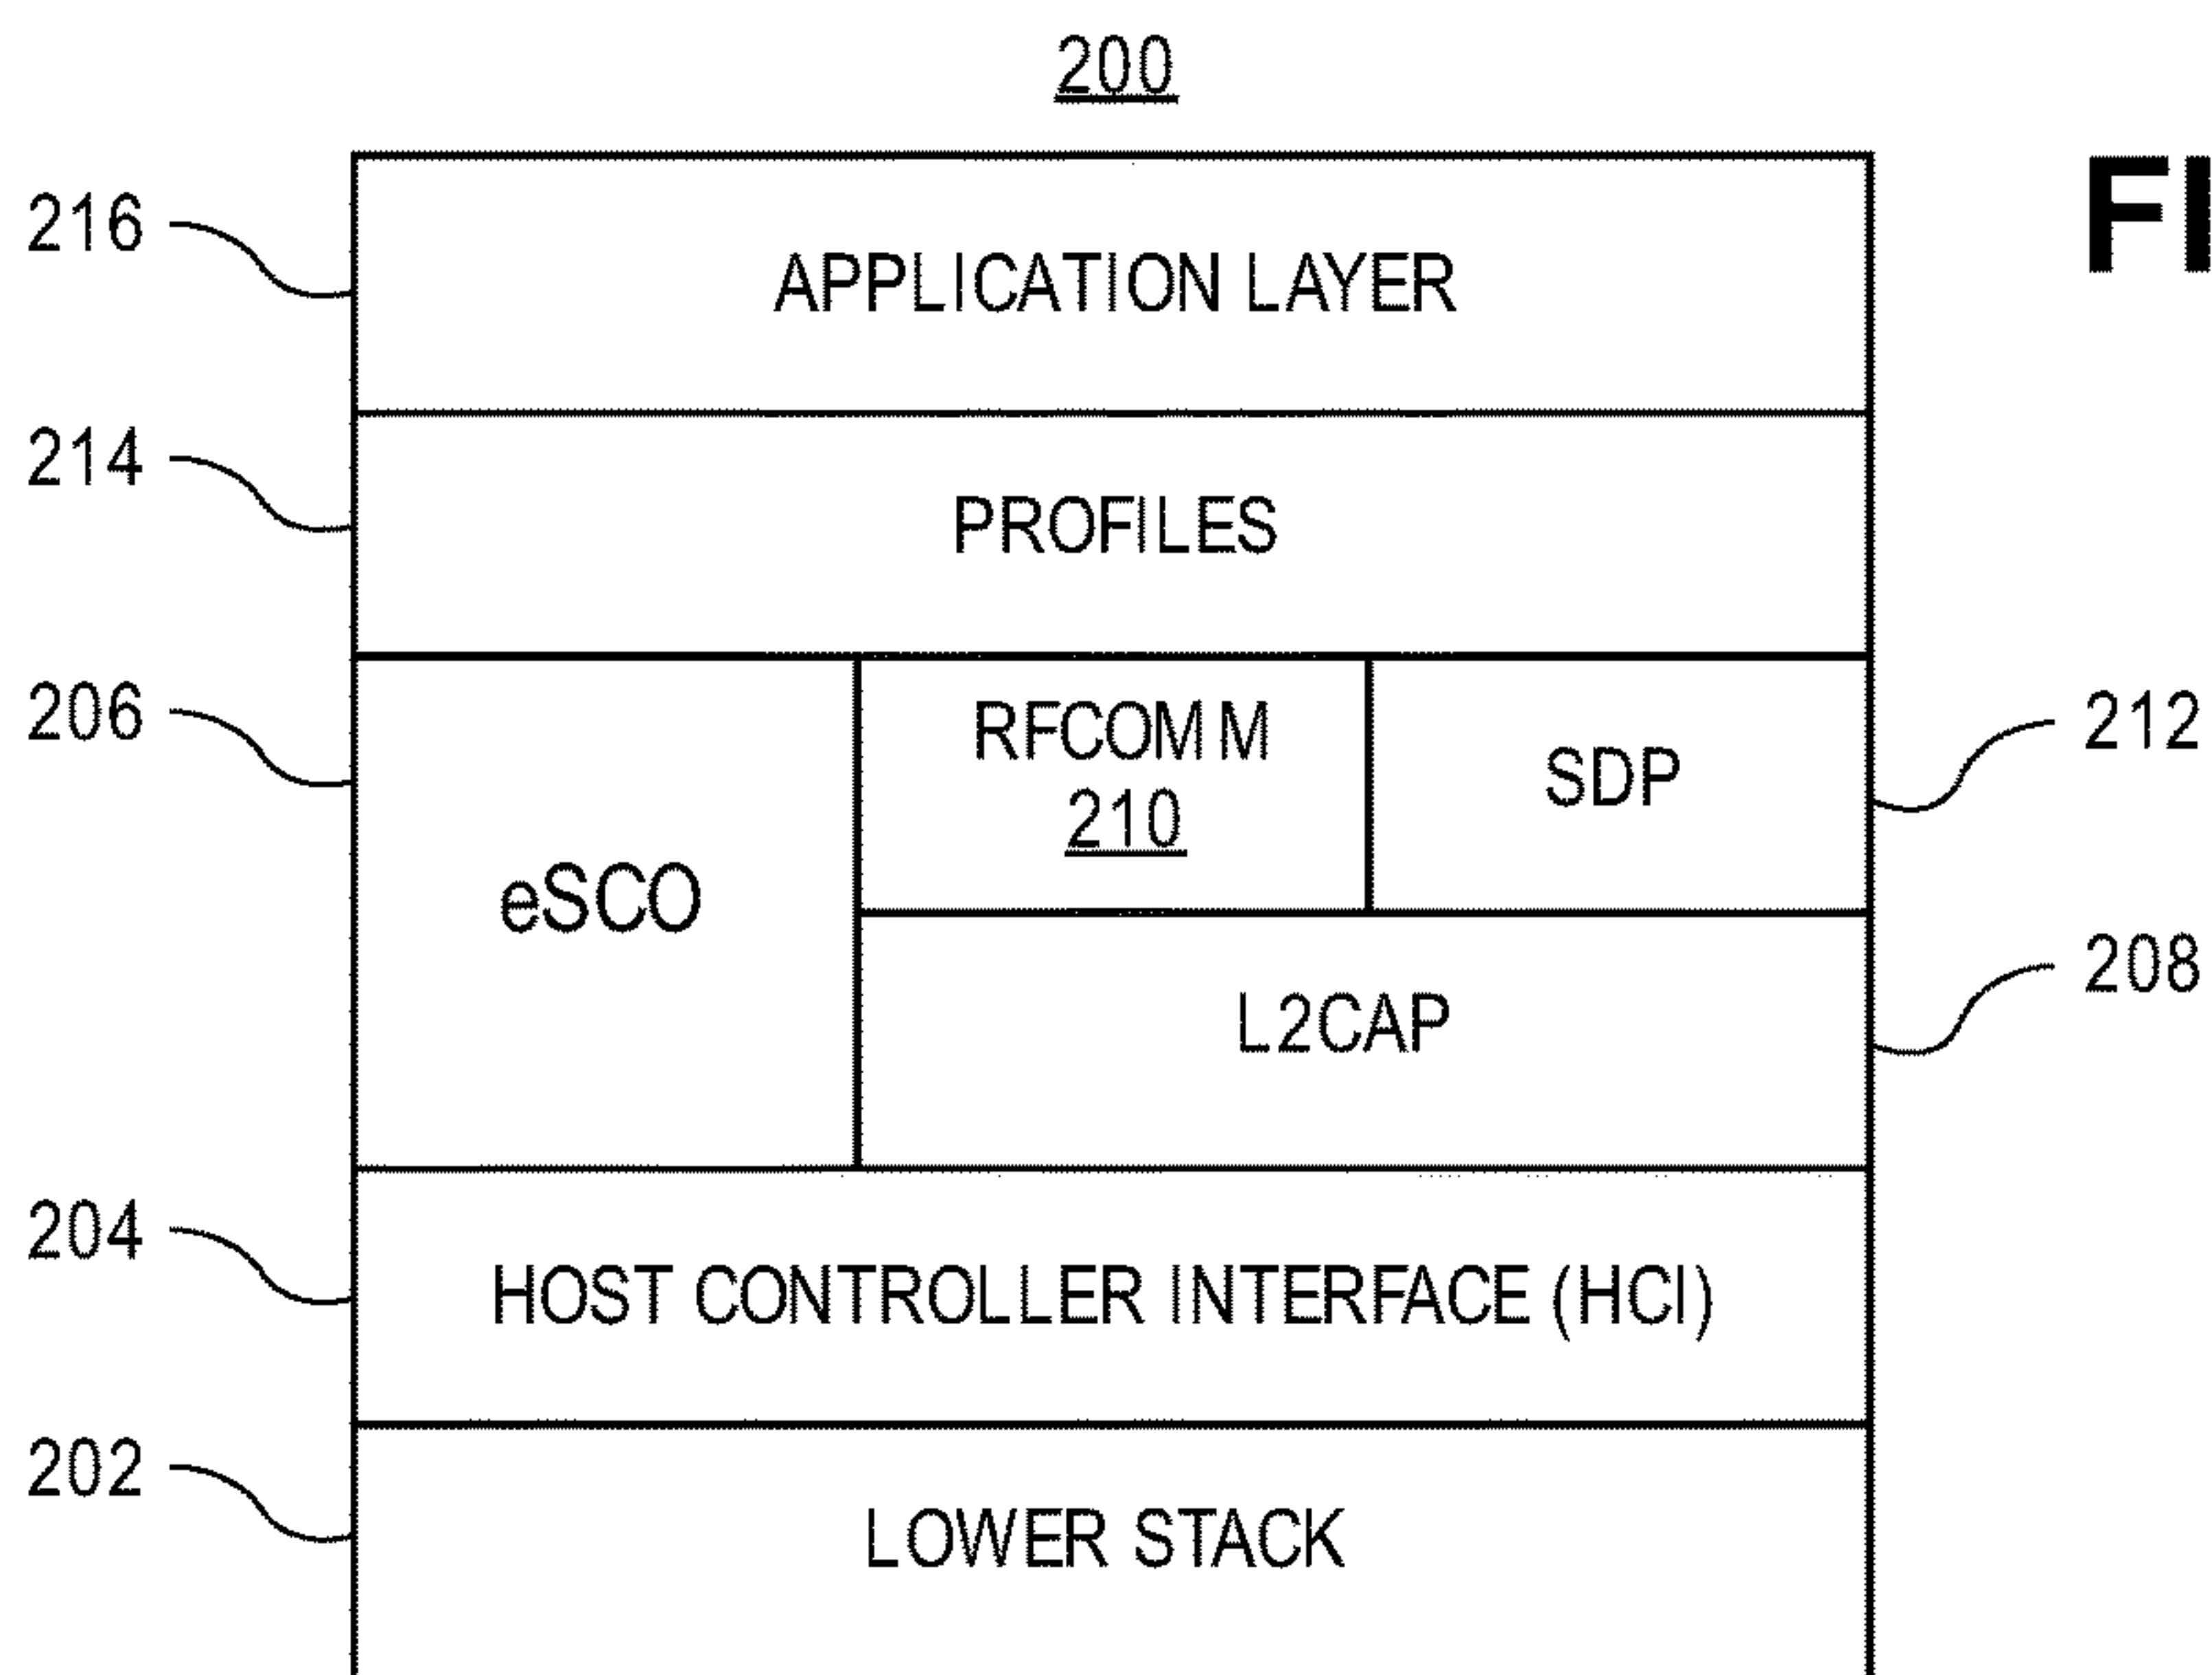 200
FI
216
APPLICATION LAYER
214
PROFILES
206
RFCOMM
210
SDP
212
eSCO
L2CAP
208
204
HOST CONTROLLER INTERFACE (HCI)
202
LOWER STACK